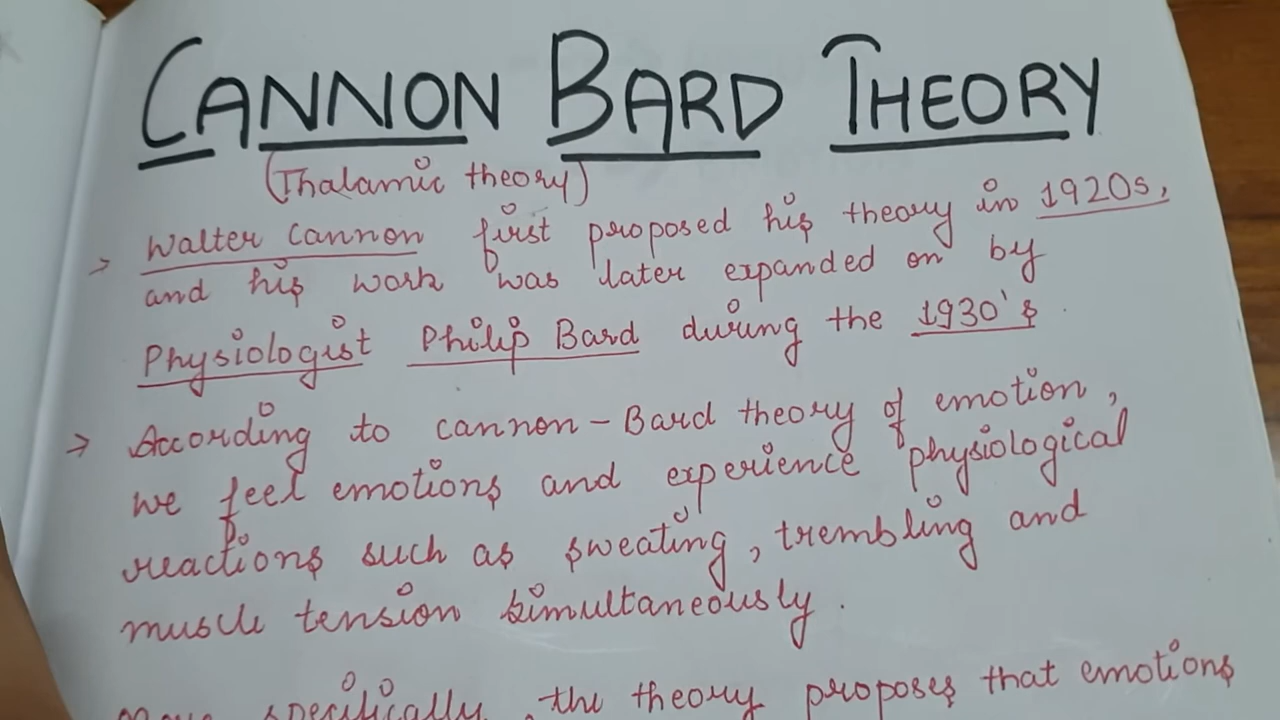 CANNON BARD THEORY
(Thalamic theory)
> Walter Cannon first proposed his theory in 1920s,
and his work was later expanded on by
Physiologist Philip Bard during the 1930's.
→ According to cannon-Bard theory of emotion,
we feel emotions and experience physiological
reactions such as sweating, trembling and
muscle tension simultaneously.
More specifically, the theory proposes that emotions